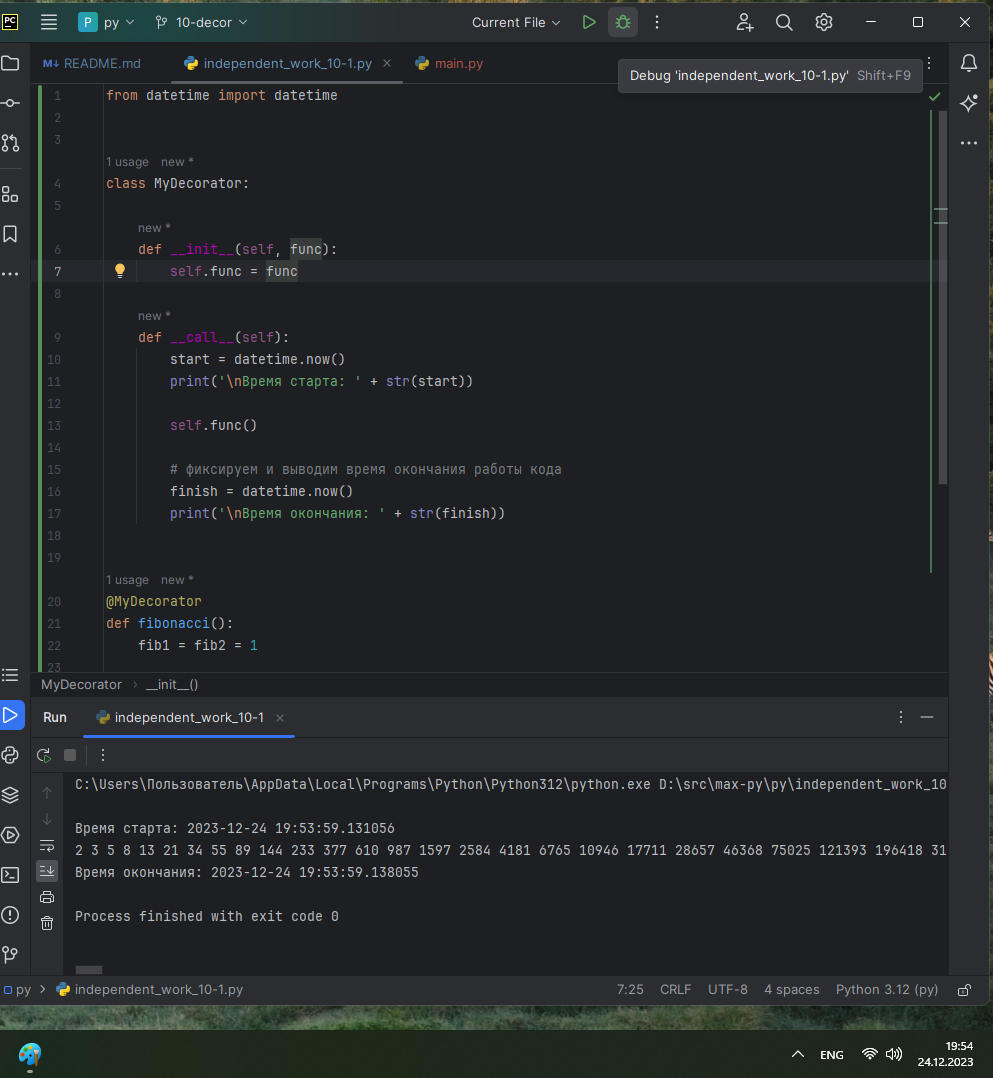 PC P py 10-decor Current File
M↓ README.md independent_work_10-1.py main.py
Debug 'independent_work_10-1.py' Shift+F9
1 from datetime import datetime
2
3
1 usage new *
4 class MyDecorator:
5
new *
6 def __init__(self, func):
7 self.func = func
8
new *
9 def __call__(self):
10 start = datetime.now()
11 print('\nВремя старта: ' + str(start))
12
13 self.func()
14
15 # фиксируем и выводим время окончания работы кода
16 finish = datetime.now()
17 print('\nВремя окончания: ' + str(finish))
18
19
1 usage new *
20 @MyDecorator
21 def fibonacci():
22 fib1 = fib2 = 1
23
MyDecorator › __init__()
Run independent_work_10-1
C:\Users\Пользователь\AppData\Local\Programs\Python\Python312\python.exe D:\src\max-py\py\independent_work_10
Время старта: 2023-12-24 19:53:59.131056
2 3 5 8 13 21 34 55 89 144 233 377 610 987 1597 2584 4181 6765 10946 17711 28657 46368 75025 121393 196418 31
Время окончания: 2023-12-24 19:53:59.138055
Process finished with exit code 0
py › independent_work_10-1.py 7:25 CRLF UTF-8 4 spaces Python 3.12 (py)
ENG 19:54
24.12.2023